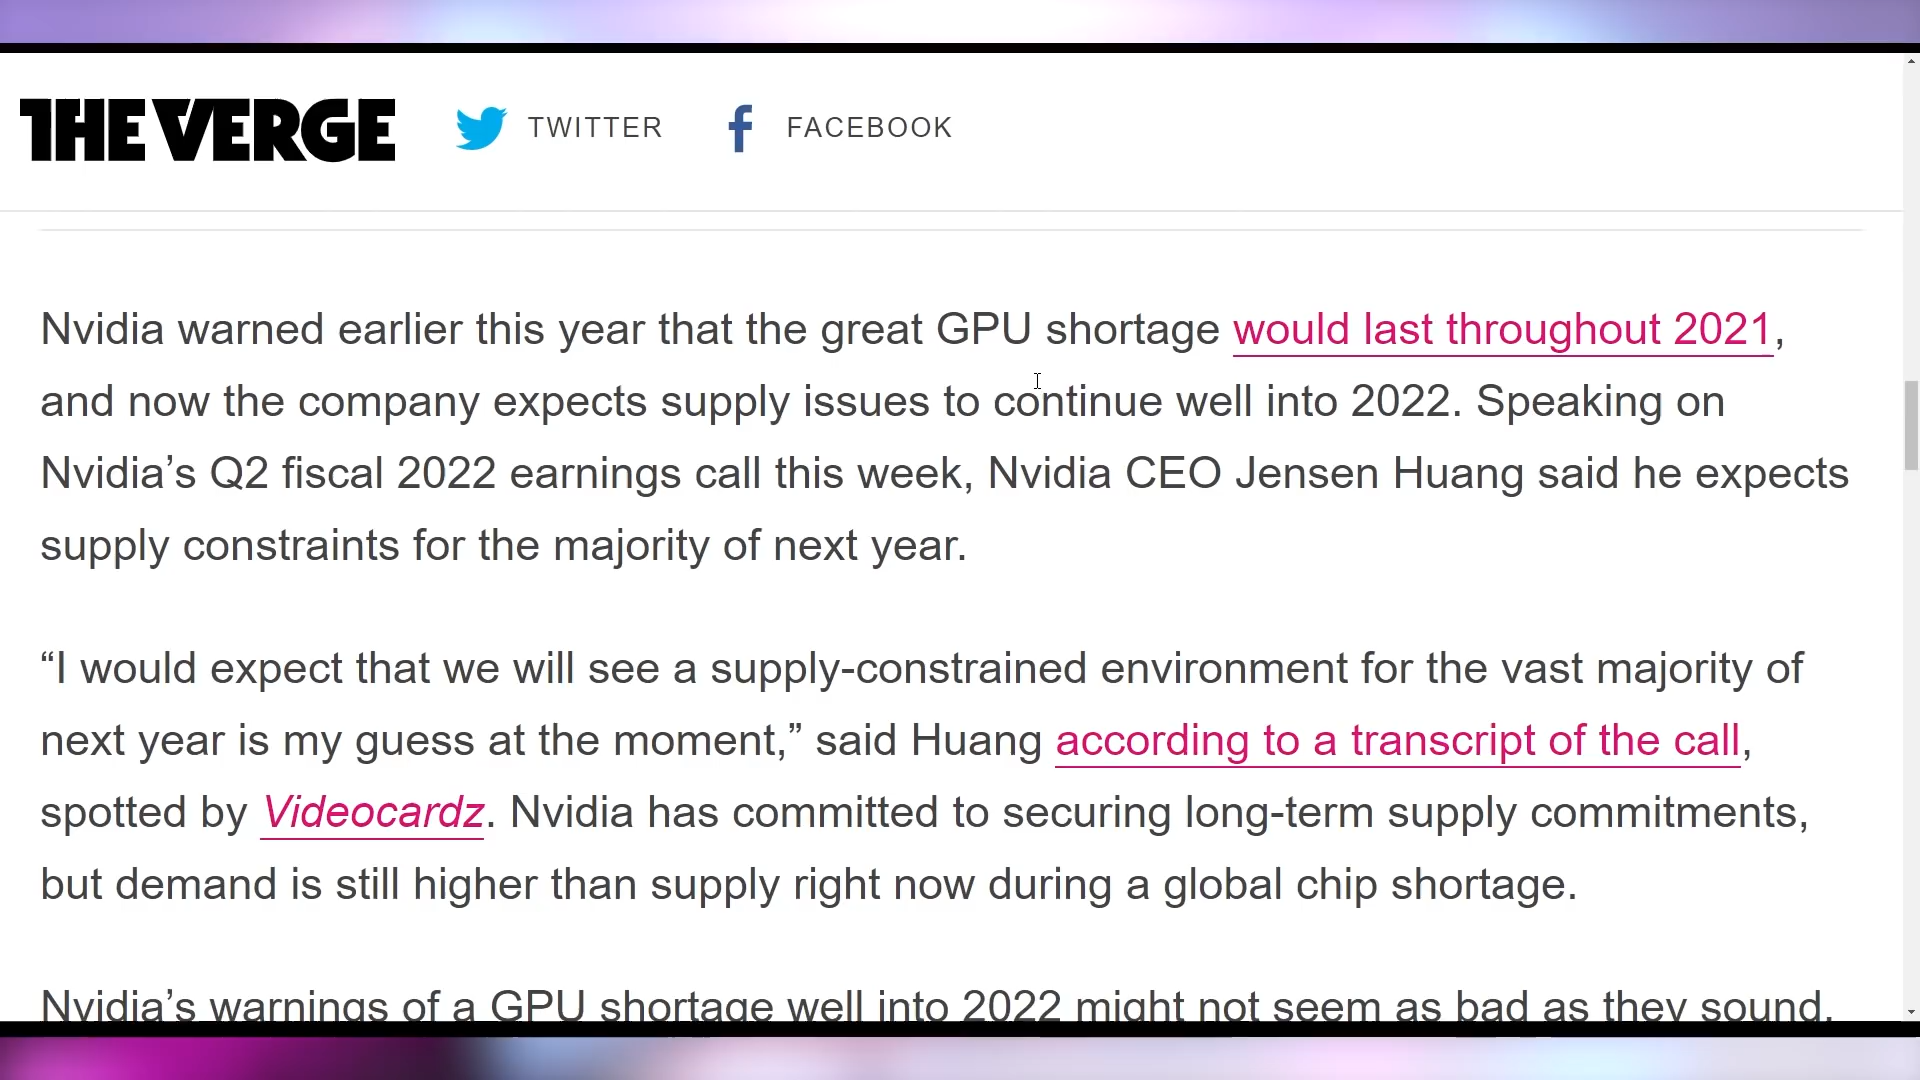 THE VERGE TWITTER FACEBOOK
Nvidia warned earlier this year that the great GPU shortage would last throughout 2021,
and now the company expects supply issues to continue well into 2022. Speaking on
Nvidia’s Q2 fiscal 2022 earnings call this week, Nvidia CEO Jensen Huang said he expects
supply constraints for the majority of next year.
“I would expect that we will see a supply-constrained environment for the vast majority of
next year is my guess at the moment,” said Huang according to a transcript of the call,
spotted by Videocardz. Nvidia has committed to securing long-term supply commitments,
but demand is still higher than supply right now during a global chip shortage.
Nvidia’s warnings of a GPU shortage well into 2022 might not seem as bad as they sound.